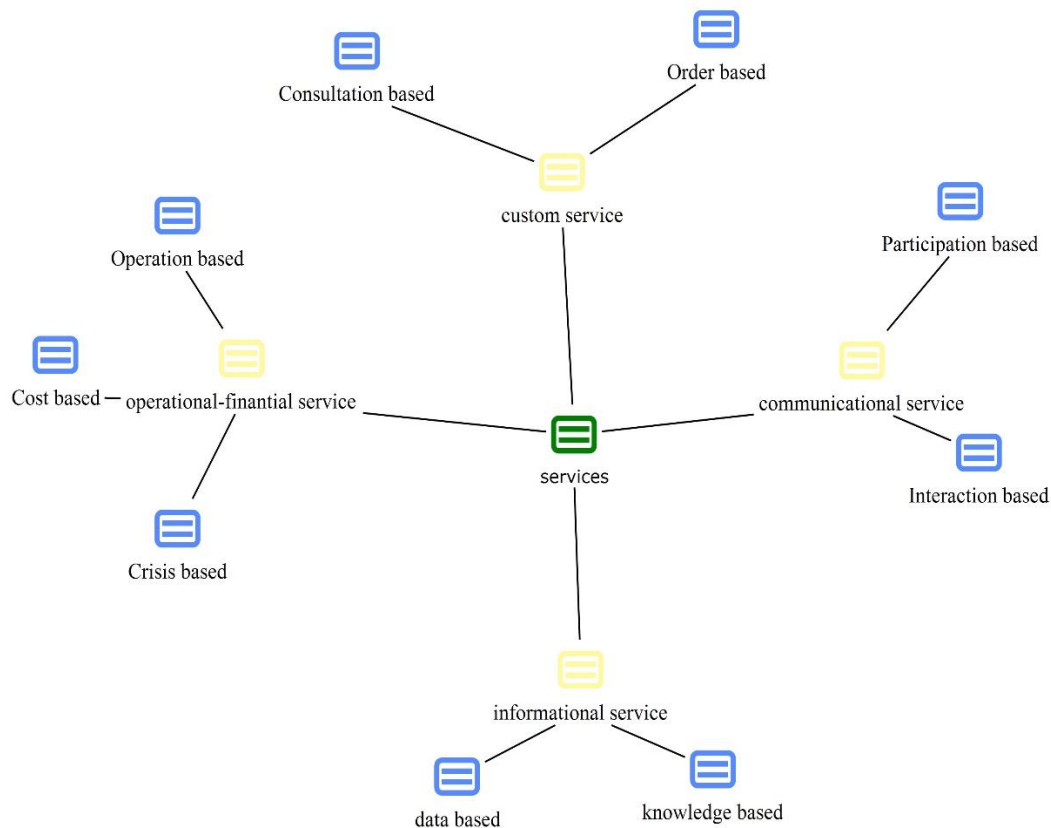 Order based
Consultation based
custom service
Participation based
Operation based
Cost based
operational-finantial service
communicational service
services
Interaction based
Crisis based
informational service
knowledge based
data based